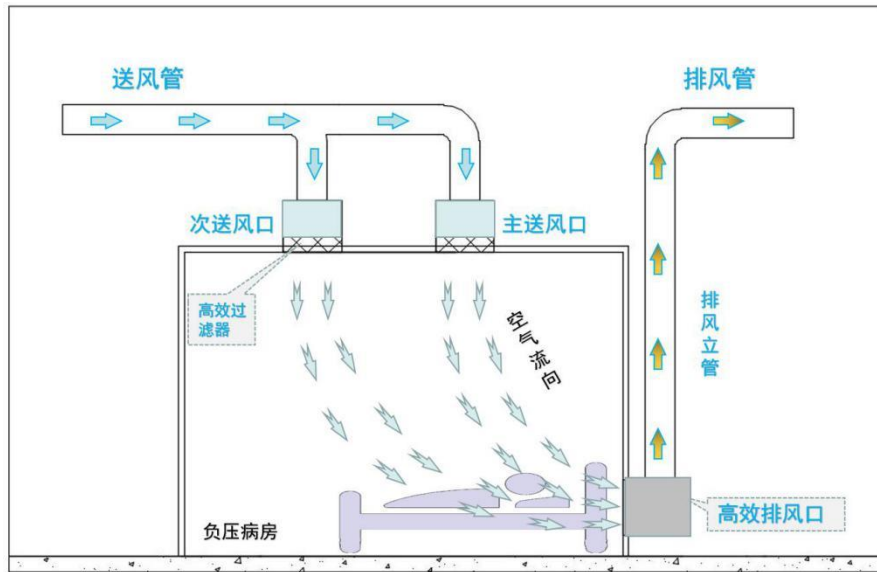 送风管
排风管
次送风口
主送风口
高效过
滤器
空气流向
排风立管
高效排风口
负压病房